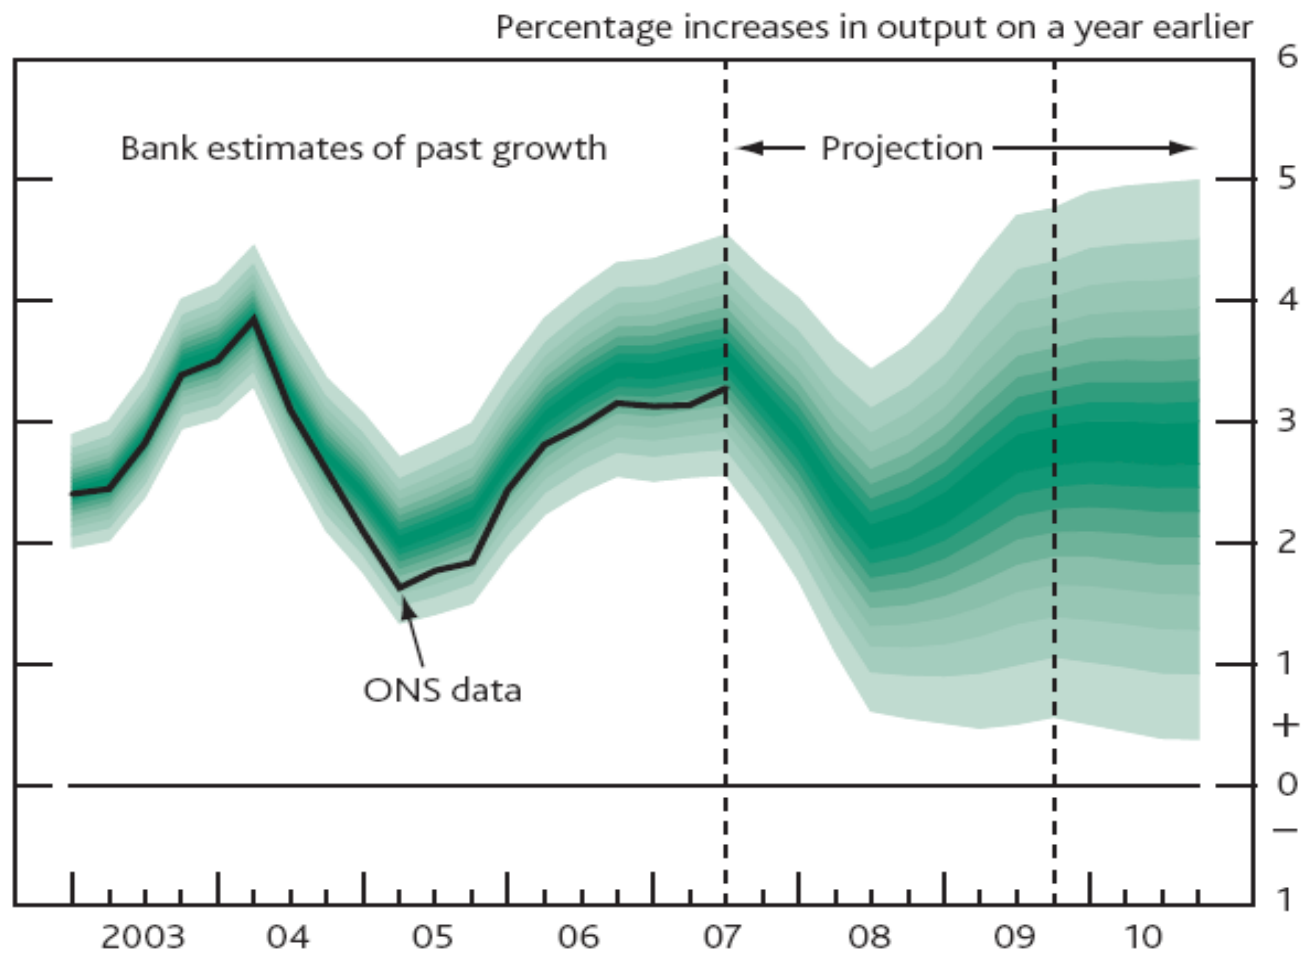 Percentage increases in output on a year earlier
6
Bank estimates of past growth
Projection
5
4
3
2
1
ONS data
+
0
−
1
2003 04 05 06 07 08 09 10